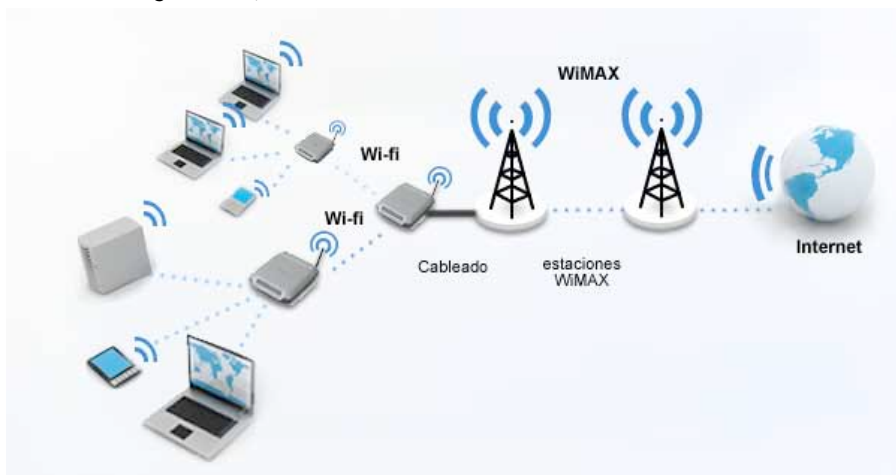 WiMAX
Wi-fi
Wi-fi
Internet
Cableado
estaciones
WiMAX